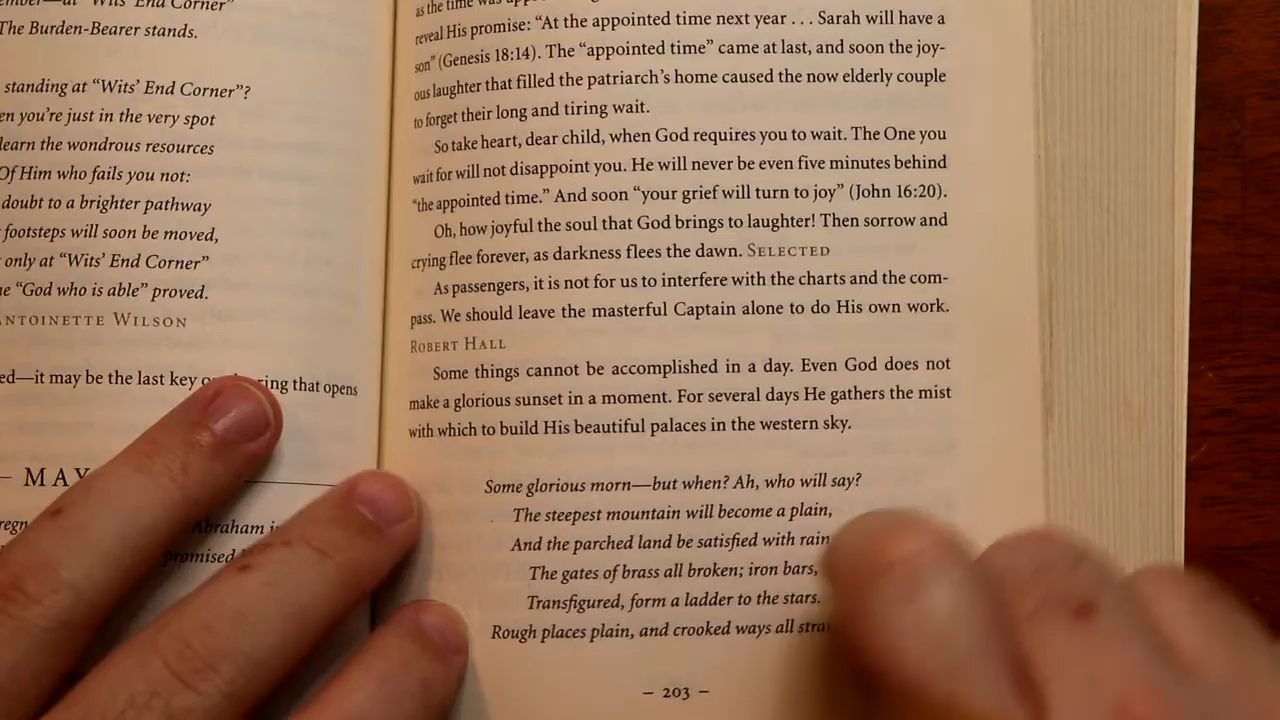 at "Wits' End Corner"
The Burden-Bearer stands.
standing at "Wits' End Corner"?
you're just in the very spot
learn the wondrous resources
Of Him who fails you not:
doubt to a brighter pathway
footsteps will soon be moved,
only at "Wits' End Corner"
"God who is able" proved.
ANTOINETTE WILSON
it may be the last key ring that opens
— MAY
Abraham
promised
as the time was
reveal His promise: "At the appointed time next year . . . Sarah will have a
son" (Genesis 18:14). The "appointed time" came at last, and soon the joy-
ous laughter that filled the patriarch's home caused the now elderly couple
to forget their long and tiring wait.
So take heart, dear child, when God requires you to wait. The One you
wait for will not disappoint you. He will never be even five minutes behind
"the appointed time." And soon "your grief will turn to joy" (John 16:20).
Oh, how joyful the soul that God brings to laughter! Then sorrow and
crying flee forever, as darkness flees the dawn. SELECTED
As passengers, it is not for us to interfere with the charts and the com-
pass. We should leave the masterful Captain alone to do His own work.
ROBERT HALL
Some things cannot be accomplished in a day. Even God does not
make a glorious sunset in a moment. For several days He gathers the mist
with which to build His beautiful palaces in the western sky.
Some glorious morn—but when? Ah, who will say?
The steepest mountain will become a plain,
And the parched land be satisfied with rain
The gates of brass all broken; iron bars,
Transfigured, form a ladder to the stars.
Rough places plain, and crooked ways all
– 203 –